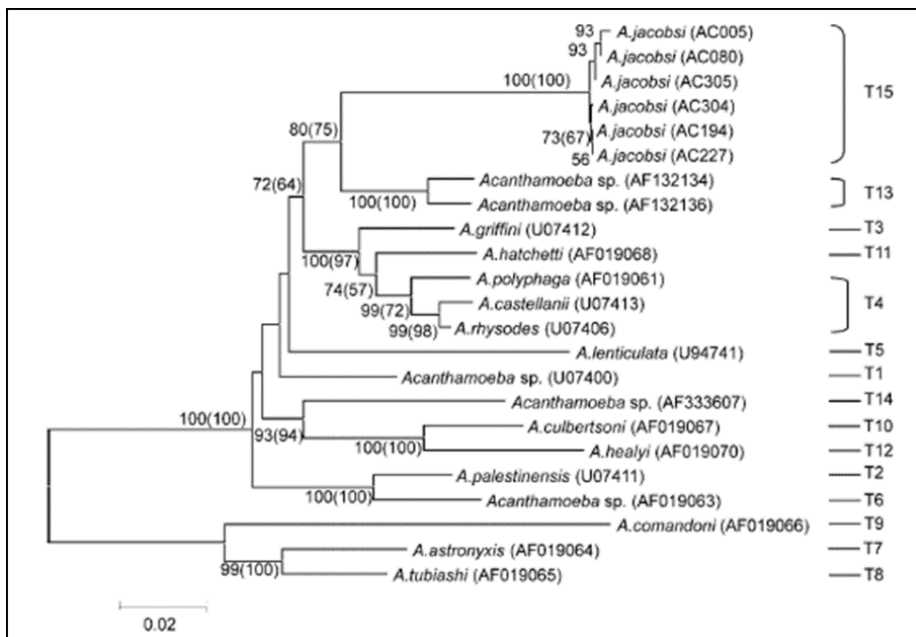 93 A.jacobsi (AC005)
93 A.jacobsi (AC080)
A.jacobsi (AC305)
100(100) T15
A.jacobsi (AC304)
80(75) 73(67) A.jacobsi (AC194)
56 A.jacobsi (AC227)
72(64) Acanthamoeba sp. (AF132134)
100(100) T13
Acanthamoeba sp. (AF132136)
A.griffini (U07412) T3
100(97) A.hatchetti (AF019068) T11
74(57) A.polyphaga (AF019061)
99(72) A.castellanii (U07413) T4
99(98) A.rhysodes (U07406)
A.lenticulata (U94741) T5
Acanthamoeba sp. (U07400) T1
100(100) Acanthamoeba sp. (AF333607) T14
93(94) A.culbertsoni (AF019067) T10
100(100) A.healyi (AF019070) T12
A.palestinensis (U07411) T2
100(100) Acanthamoeba sp. (AF019063) T6
A.comandoni (AF019066) T9
A.astronyxis (AF019064) T7
99(100) A.tubiashi (AF019065) T8
0.02